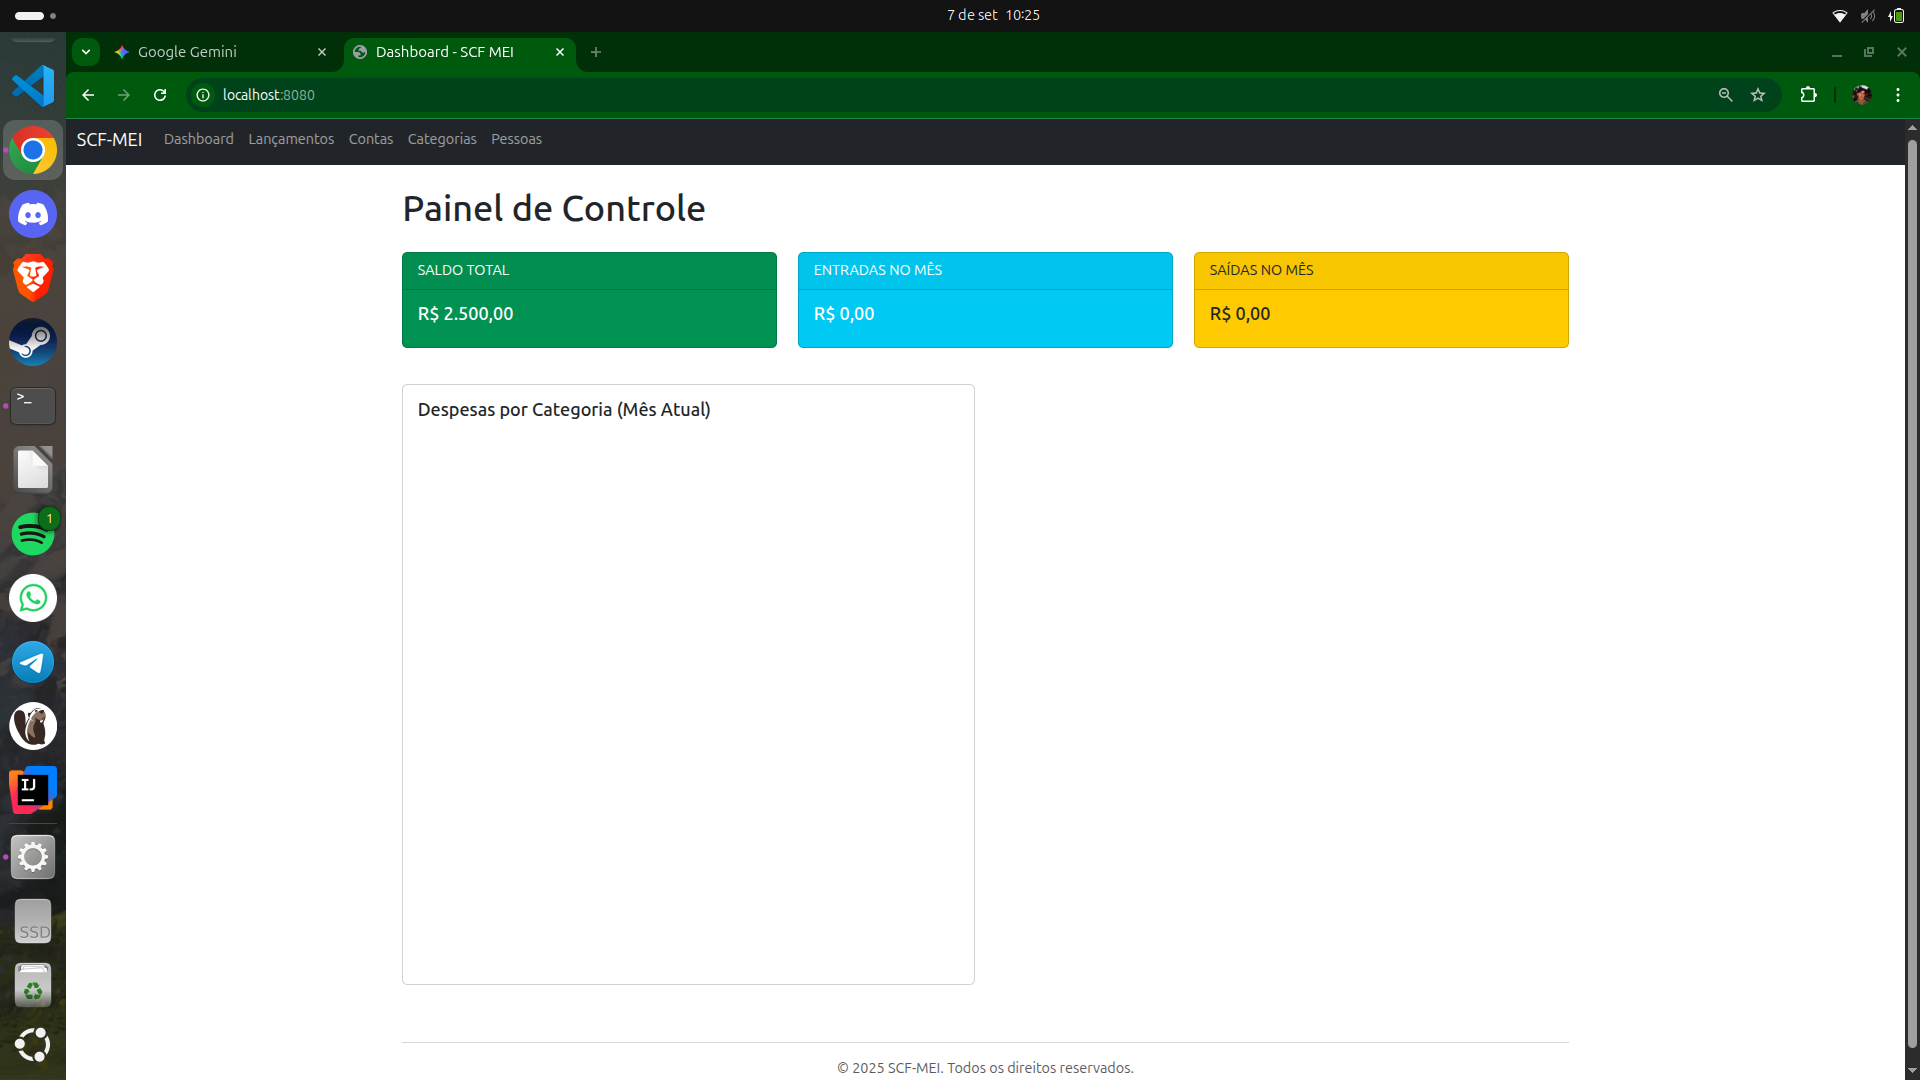 7 de set 10:25
Google Gemini
Dashboard - SCF MEI
localhost:8080
SCF-MEI Dashboard Lançamentos Contas Categorias Pessoas
Painel de Controle
SALDO TOTAL
R$ 2.500,00
ENTRADAS NO MÊS
R$ 0,00
SAÍDAS NO MÊS
R$ 0,00
Despesas por Categoria (Mês Atual)
>_
1
IJ
SSD
© 2025 SCF-MEI. Todos os direitos reservados.